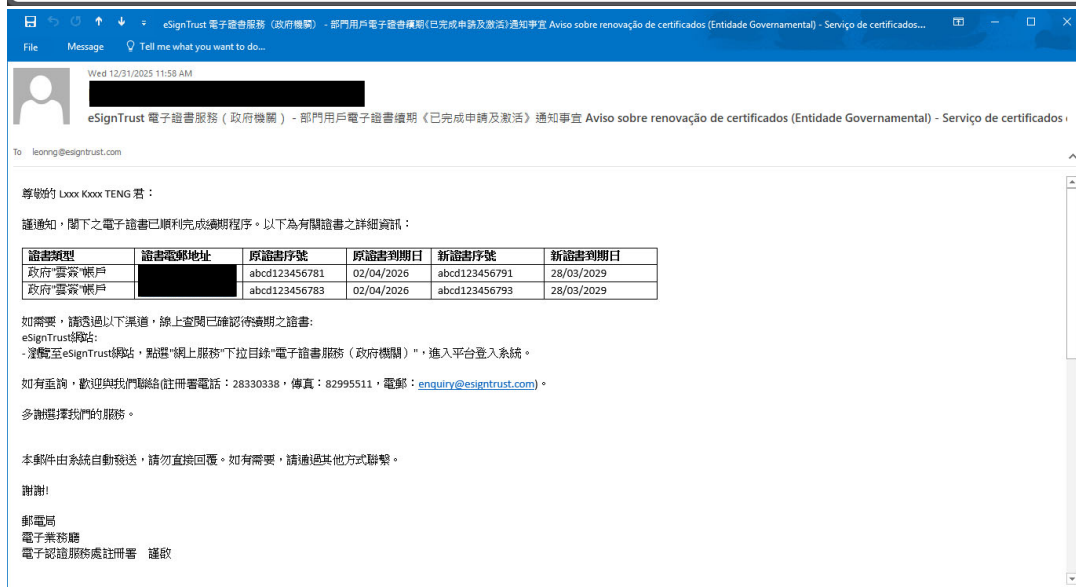 eSignTrust 電子證書服務（政府機關） - 部門用戶電子證書續期《已完成申請及激活》通知事宜 Aviso sobre renovação de certificados (Entidade Governamental) - Serviço de certificados...
File Message Tell me what you want to do...
Wed 12/31/2025 11:58 AM
eSignTrust 電子證書服務（政府機關） - 部門用戶電子證書續期《已完成申請及激活》通知事宜 Aviso sobre renovação de certificados (Entidade Governamental) - Serviço de certificados
To leonng@esigntrust.com
尊敬的 Lxxx Kxxx TENG 君：
謹通知，閣下之電子證書已順利完成續期程序。以下為有關證書之詳細資訊：
證書類型 證書電郵地址 原證書序號 原證書到期日 新證書序號 新證書到期日
政府"雲簽"帳戶 abcd123456781 02/04/2026 abcd123456791 28/03/2029
政府"雲簽"帳戶 abcd123456783 02/04/2026 abcd123456793 28/03/2029
如需要，請透過以下渠道，線上查閱已確認待續期之證書:
eSignTrust網站:
- 瀏覽至eSignTrust網站，點選"網上服務"下拉目錄"電子證書服務（政府機關）"，進入平台登入系統。
如有垂詢，歡迎與我們聯絡(註冊署電話：28330338，傳真：82995511，電郵：enquiry@esigntrust.com)。
多謝選擇我們的服務。
本郵件由系統自動發送，請勿直接回覆。如有需要，請通過其他方式聯繫。
謝謝!
郵電局
電子業務廳
電子認證服務處註冊署 謹啟